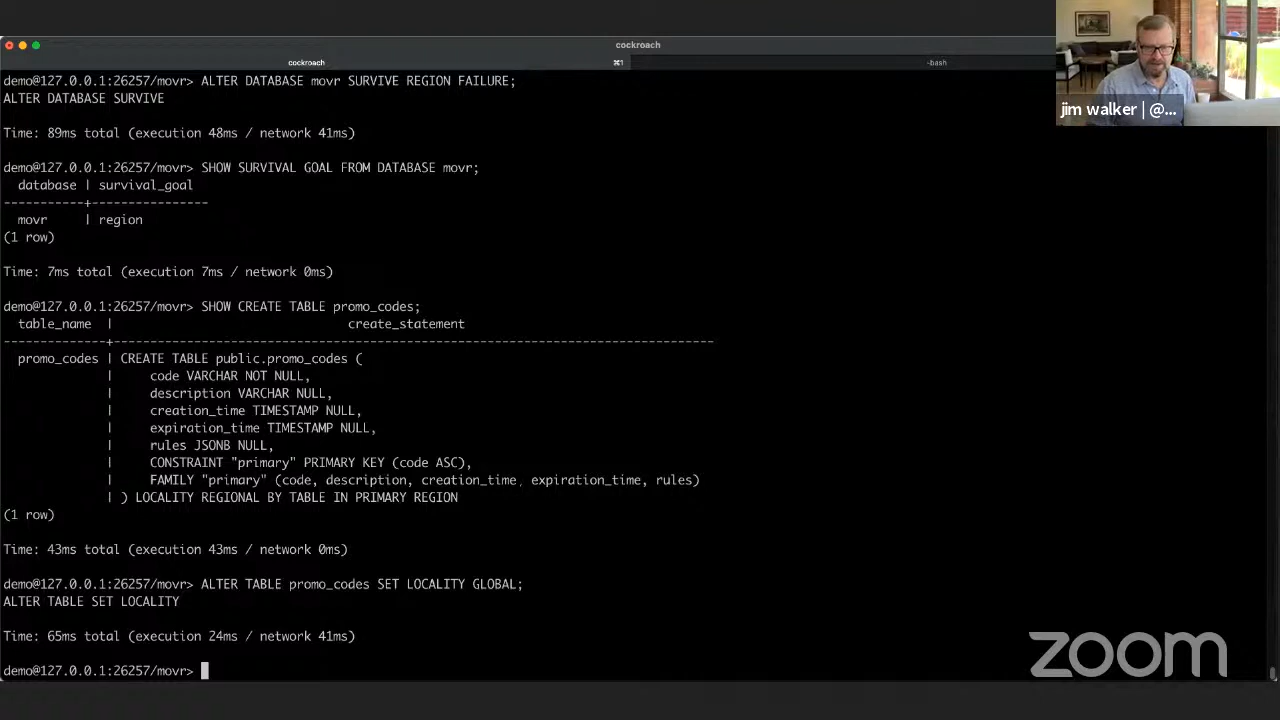 cockroach
cockroach
⌘1
-bash
demo@127.0.0.1:26257/movr> ALTER DATABASE movr SURVIVE REGION FAILURE;
ALTER DATABASE SURVIVE
Time: 89ms total (execution 48ms / network 41ms)
demo@127.0.0.1:26257/movr> SHOW SURVIVAL GOAL FROM DATABASE movr;
database | survival_goal
-----------+----------------
movr | region
(1 row)
Time: 7ms total (execution 7ms / network 0ms)
demo@127.0.0.1:26257/movr> SHOW CREATE TABLE promo_codes;
table_name | create_statement
--------------+-----------------------------------------------------------------------------------
promo_codes | CREATE TABLE public.promo_codes (
| code VARCHAR NOT NULL,
| description VARCHAR NULL,
| creation_time TIMESTAMP NULL,
| expiration_time TIMESTAMP NULL,
| rules JSONB NULL,
| CONSTRAINT "primary" PRIMARY KEY (code ASC),
| FAMILY "primary" (code, description, creation_time, expiration_time, rules)
| ) LOCALITY REGIONAL BY TABLE IN PRIMARY REGION
(1 row)
Time: 43ms total (execution 43ms / network 0ms)
demo@127.0.0.1:26257/movr> ALTER TABLE promo_codes SET LOCALITY GLOBAL;
ALTER TABLE SET LOCALITY
Time: 65ms total (execution 24ms / network 41ms)
demo@127.0.0.1:26257/movr>
jim walker | @...
zoom